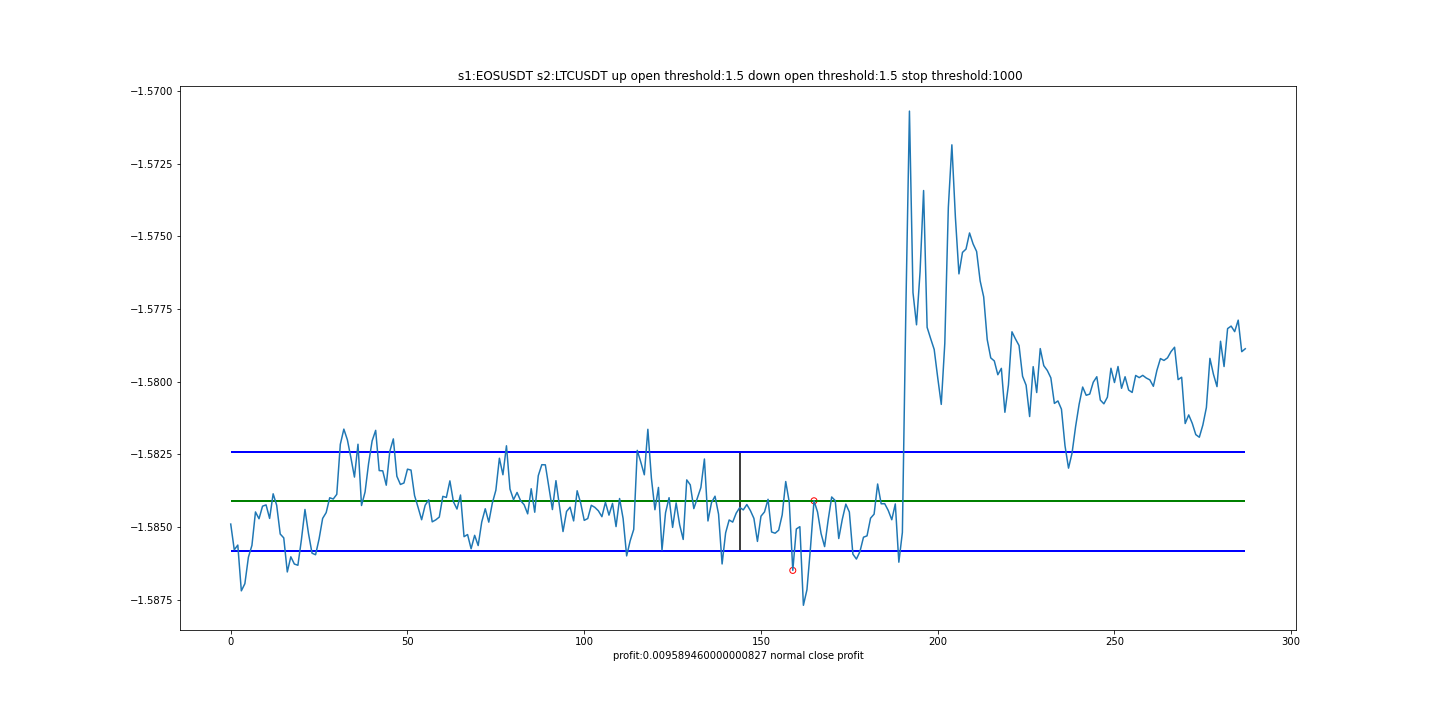 s1:EOSUSDT s2:LTCUSDT up open threshold:1.5 down open threshold:1.5 stop threshold:1000
−1.5700
−1.5725
−1.5750
−1.5775
−1.5800
−1.5825
−1.5850
−1.5875
0 50 100 150 200 250 300
profit:0.009589460000000827 normal close profit